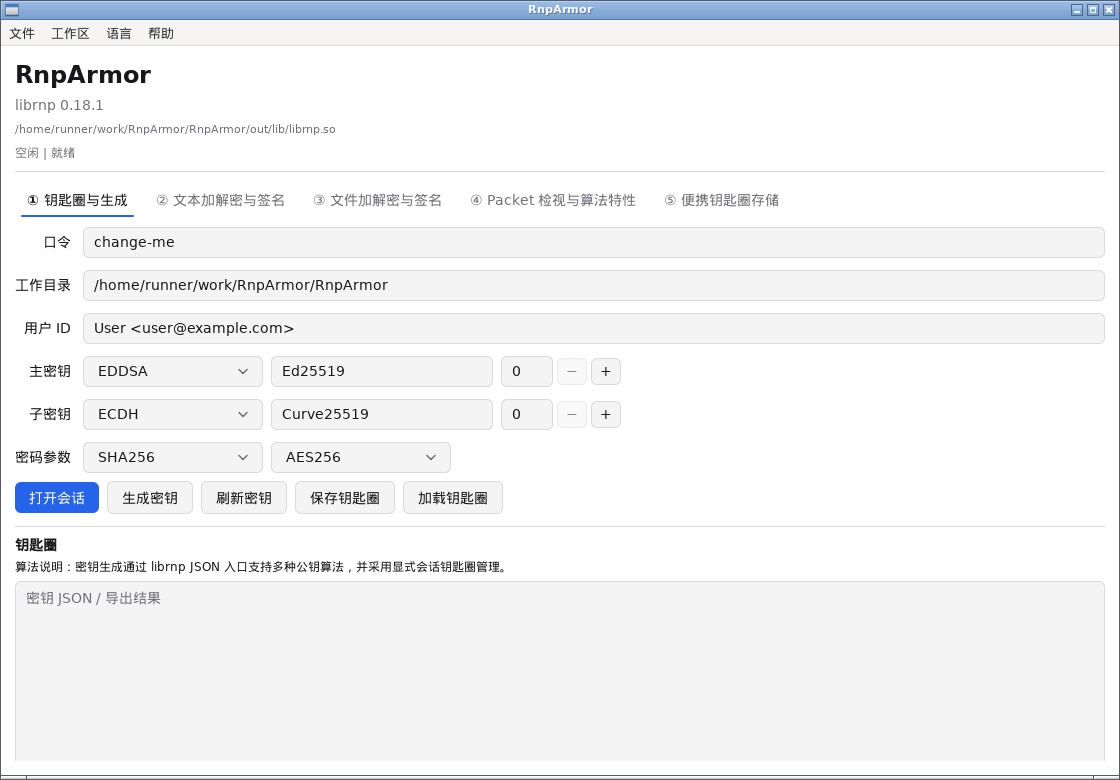 RnpArmor
文件 工作区 语言 帮助
RnpArmor
librnp 0.18.1
/home/runner/work/RnpArmor/RnpArmor/out/lib/librnp.so
空闲 | 就绪
① 钥匙圈与生成 ② 文本加解密与签名 ③ 文件加解密与签名 ④ Packet 检视与算法特性 ⑤ 便携钥匙圈存储
口令 change-me
工作目录 /home/runner/work/RnpArmor/RnpArmor
用户 ID User <user@example.com>
主密钥 EDDSA Ed25519 0 − +
子密钥 ECDH Curve25519 0 − +
密码参数 SHA256 AES256
打开会话 生成密钥 刷新密钥 保存钥匙圈 加载钥匙圈
钥匙圈
算法说明：密钥生成通过 librnp JSON 入口支持多种公钥算法，并采用显式会话钥匙圈管理。
密钥 JSON / 导出结果